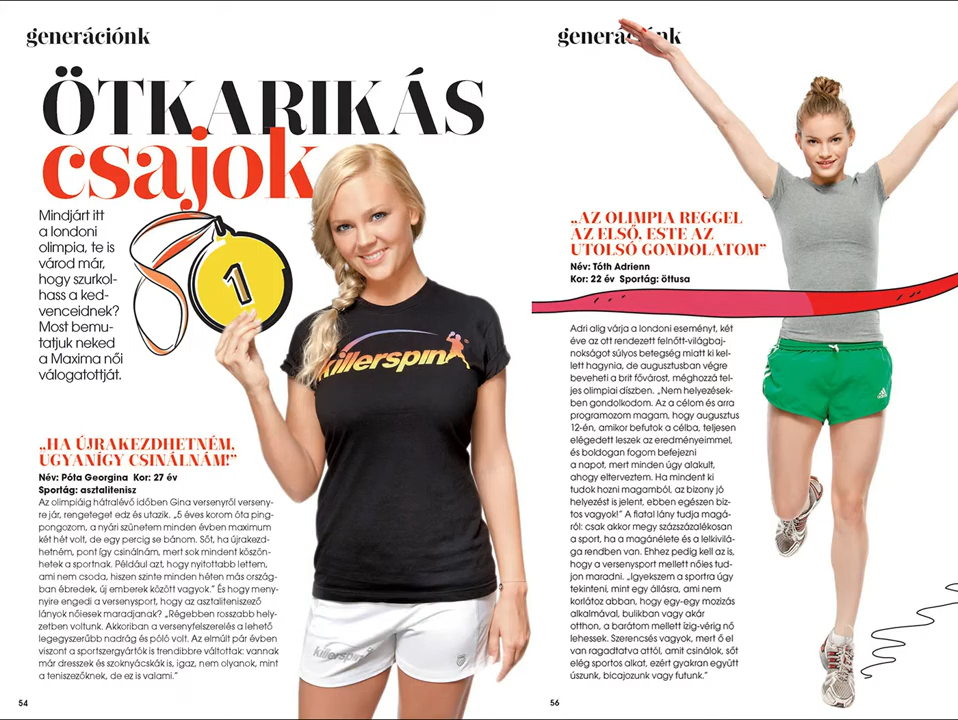 generációnk
ÖTKARIKÁS
csajok
Mindjárt itt
a londoni
olimpia, te is
várod már,
hogy szurkol-
hass a ked-
venceidnek?
Most bemu-
tatjuk neked
a Maxima női
válogatottját.
1
killerspin
„HA ÚJRAKEZDHETNÉM,
UGYANÍGY CSINÁLNÁM!”
Név: Póta Georgina Kor: 27 év
Sportág: asztalitenisz
Az olimpiáig hátralévő időben Gina versenyről verseny-
re jár, rengeteget edz és utazik. „5 éves korom óta ping-
pongozom, a nyári szünetem minden évben maximum
két hét volt, de egy percig se bánom. Sőt, ha újrakezd-
hetném, pont így csinálnám, mert sok mindent köszön-
hetek a sportnak. Például azt, hogy nyitottabb lettem,
ami nem csoda, hiszen szinte minden héten más ország-
ban ébredek, új emberek között vagyok.” És hogy meny-
nyire engedi a versenysport, hogy az asztaliteniszező
lányok nőiesek maradjanak? „Régebben rosszabb hely-
zetben voltunk. Akkoriban a versenyfelszerelés a lehető
legegyszerűbb nadrág és póló volt. Az elmúlt pár évben
viszont a sportszergyártók is trendibbre váltottak: vannak
már dresszek és szoknyácskák is, igaz, nem olyanok, mint
a teniszezőknek, de ez is valami.”
killerspin
54
generációnk
„AZ OLIMPIA REGGEL
AZ ELSŐ, ESTE AZ
UTOLSÓ GONDOLATOM”
Név: Tóth Adrienn
Kor: 22 év Sportág: öttusa
Adri alig várja a londoni eseményt, két
éve az ott rendezett felnőtt-világbaj-
nokságot súlyos betegség miatt ki kel-
lett hagynia, de augusztusban végre
beveheti a brit fővárost, méghozzá tel-
jes olimpiai díszben. „Nem helyezések-
ben gondolkodom. Az a célom és arra
programozom magam, hogy augusztus
12-én, amikor befutok a célba, teljesen
elégedett leszek az eredményeimmel,
és boldogan fogom befejezni
a napot, mert minden úgy alakult,
ahogy elterveztem. Ha mindent ki
tudok hozni magamból, az bizony jó
helyezést is jelent, ebben egészen biz-
tos vagyok!” A fiatal lány tudja magá-
ról: csak akkor megy százszázalékosan
a sport, ha a magánélete és a lelkivilá-
ga rendben van. Ehhez pedig kell az is,
hogy a versenysport mellett nőies tud-
jon maradni. „Igyekszem a sportra úgy
tekinteni, mint egy állásra, ami nem
korlátoz abban, hogy egy-egy mozizás
alkalmával, bulikban vagy akár
otthon, a barátom mellett ízig-vérig nő
lehessek. Szerencsés vagyok, mert ő el
van ragadtatva attól, amit csinálok, sőt
elég sportos alkat, ezért gyakran együtt
úszunk, bicajozunk vagy futunk.”
adidas
56